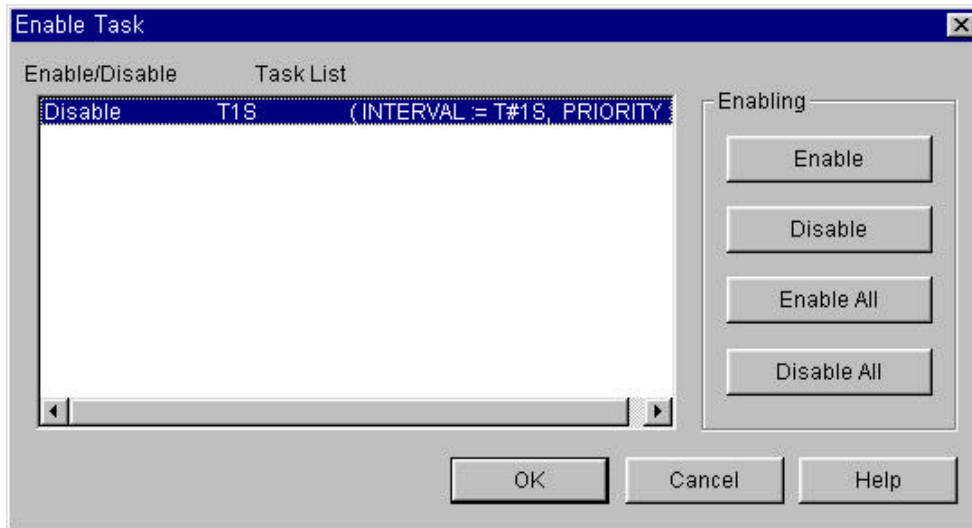 Enable Task
Enable/Disable Task List
Disable T1S ( INTERVAL := T#1S, PRIORITY :
Enabling
Enable
Disable
Enable All
Disable All
OK Cancel Help